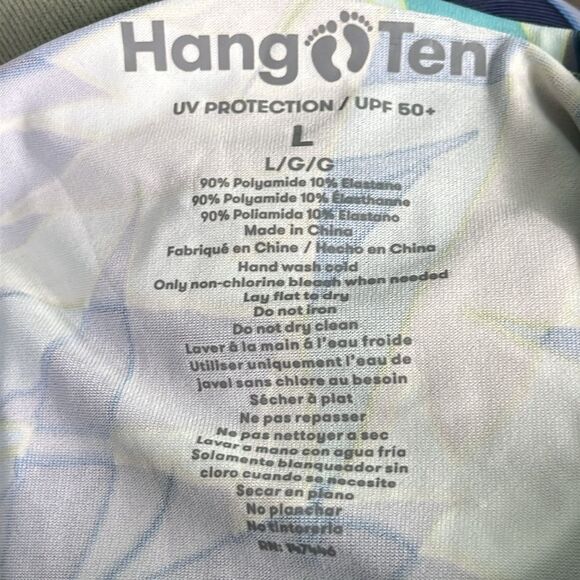 Hang Ten
UV PROTECTION / UPF 50+
L
L/G/G
90% Polyamide 10% Elastane
90% Polyamide 10% Élasthanne
90% Poliamida 10% Elastano
Made in China
Fabriqué en Chine / Hecho en China
Hand wash cold
Only non-chlorine bleach when needed
Lay flat to dry
Do not iron
Do not dry clean
Laver à la main à l'eau froide
Utiliser uniquement l'eau de
javel sans chlore au besoin
Sécher à plat
Ne pas repasser
Ne pas nettoyer a sec
Lavar a mano con agua fría
Solamente blanqueador sin
cloro cuando se necesite
Secar en plano
No planchar
No tintorería
RN: 147446